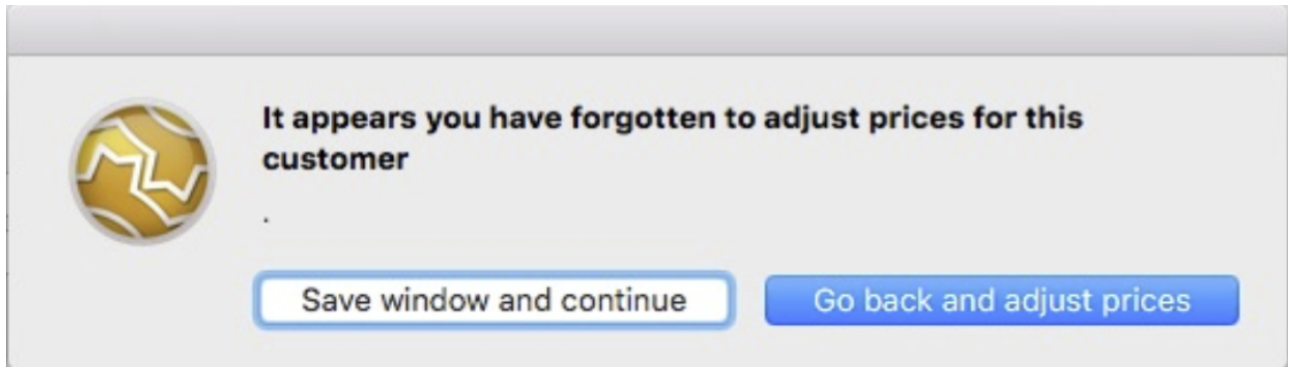 It appears you have forgotten to adjust prices for this
customer
.
Save window and continue
Go back and adjust prices